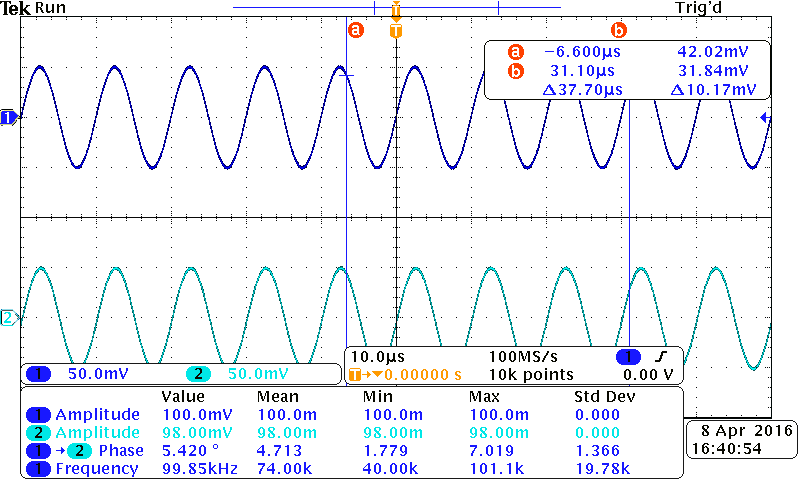 Tek Run Trig'd
T
a b
T
a -6.600µs 42.02mV
b 31.10µs 31.84mV
Δ37.70µs Δ10.17mV
1
2
1 50.0mV 2 50.0mV
10.0µs 100MS/s 1
T→▼0.00000 s 10k points 0.00 V
Value Mean Min Max Std Dev
1 Amplitude 100.0mV 100.0m 100.0m 100.0m 0.000
2 Amplitude 98.00mV 98.00m 98.00m 98.00m 0.000
1 → 2 Phase 5.420 ° 4.713 1.779 7.019 1.366
1 Frequency 99.85kHz 74.00k 40.00k 101.1k 19.78k
8 Apr 2016
16:40:54